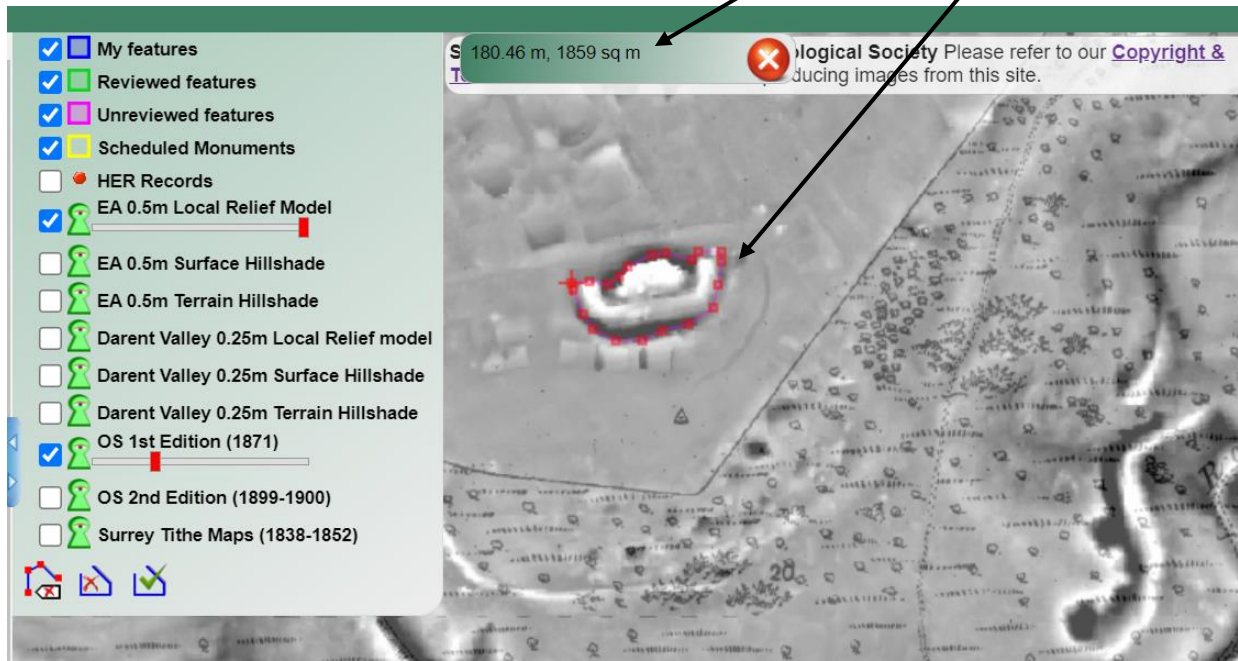 My features
Reviewed features
Unreviewed features
Scheduled Monuments
HER Records
EA 0.5m Local Relief Model
EA 0.5m Surface Hillshade
EA 0.5m Terrain Hillshade
Darent Valley 0.25m Local Relief model
Darent Valley 0.25m Surface Hillshade
Darent Valley 0.25m Terrain Hillshade
OS 1st Edition (1871)
OS 2nd Edition (1899-1900)
Surrey Tithe Maps (1838-1852)
180.46 m, 1859 sq m
Society Please refer to our Copyright &
images from this site.
20